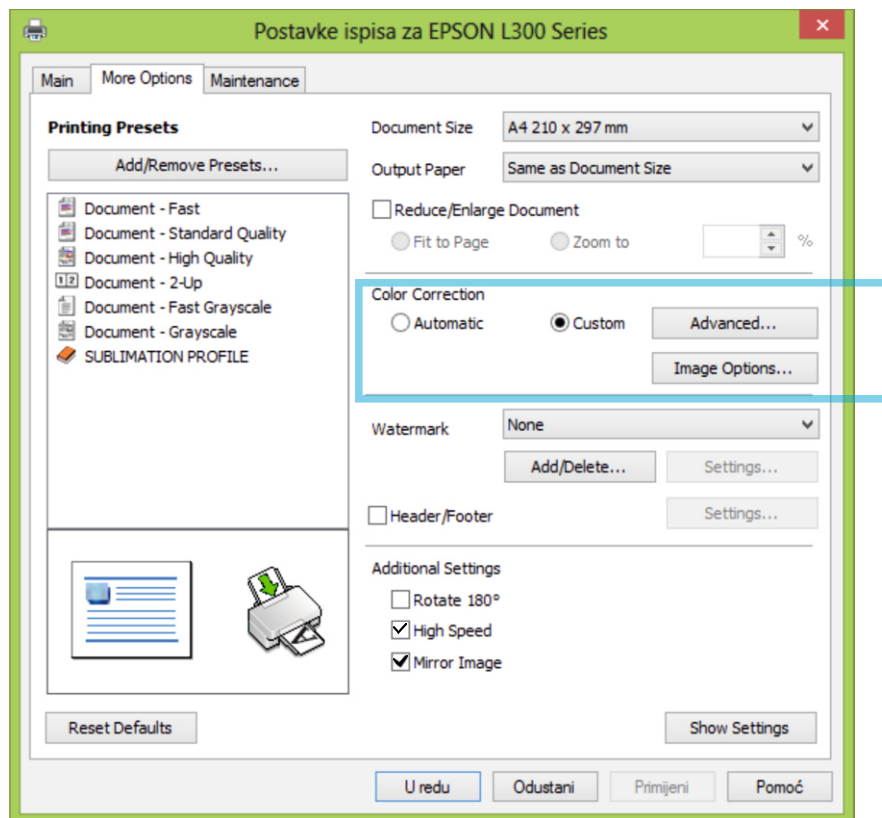 Postavke ispisa za EPSON L300 Series
Main
More Options
Maintenance
Printing Presets
Add/Remove Presets...
Document - Fast
Document - Standard Quality
Document - High Quality
1 2 Document - 2-Up
Document - Fast Grayscale
Document - Grayscale
SUBLIMATION PROFILE
Reset Defaults
Document Size
A4 210 x 297 mm
Output Paper
Same as Document Size
Reduce/Enlarge Document
Fit to Page
Zoom to
%
Color Correction
Automatic
Custom
Advanced...
Image Options...
Watermark
None
Add/Delete...
Settings...
Header/Footer
Settings...
Additional Settings
Rotate 180°
High Speed
Mirror Image
Show Settings
U redu
Odustani
Primijeni
Pomoć